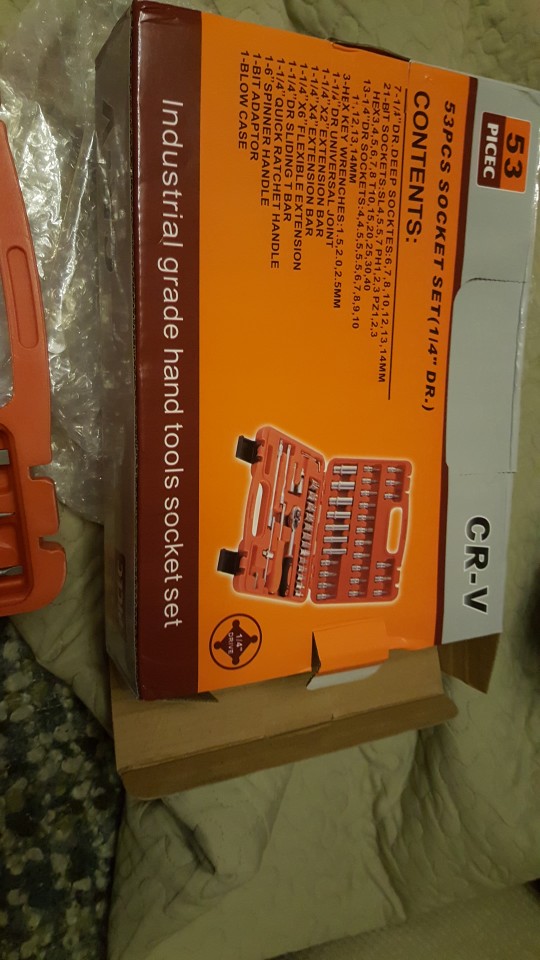 53
PICEC
CR-V
53PCS SOCKET SET(1/4" DR.)
CONTENTS:
7-1/4"DR.DEEP SOCKTES:6,7,8,10,12,13,14MM
21-BIT SOCKETS:SL4,5.5,7 PH1,2,3 PZ1,2,3
HEX3,4,5,6,7,8 T10,15,20,25,30,40
13-1/4"DR.SOCKETS:4,4.5,5,5.5,6,7,8,9,10
12,13,14MM
3-HEX KEY WRENCHES:1.5,2.0,2.5MM
1-1/4"DR UNIVERSAL JOINT
1-1/4"X2"EXTENSION BAR
1-1/4"X4"EXTENSION BAR
1-1/4"X6"FLEXIBLE EXTENSION
1-1/4"DR SLIDING T BAR
1-1/4"QUICK RATCHET HANDLE
1-6"SPINNER HANDLE
1-BIT ADAPTOR
1-BLOW CASE
1/4"
DRIVE
Industrial grade hand tools socket set